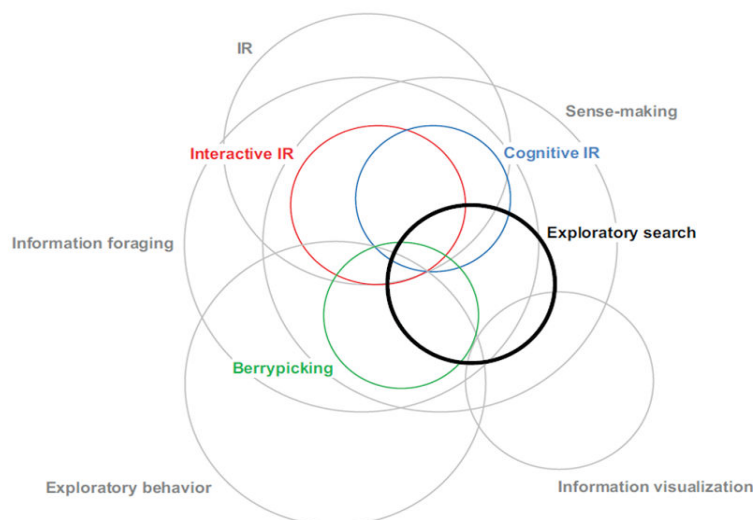 IR
Sense-making
Interactive IR
Cognitive IR
Exploratory search
Information foraging
Berrypicking
Exploratory behavior
Information visualization